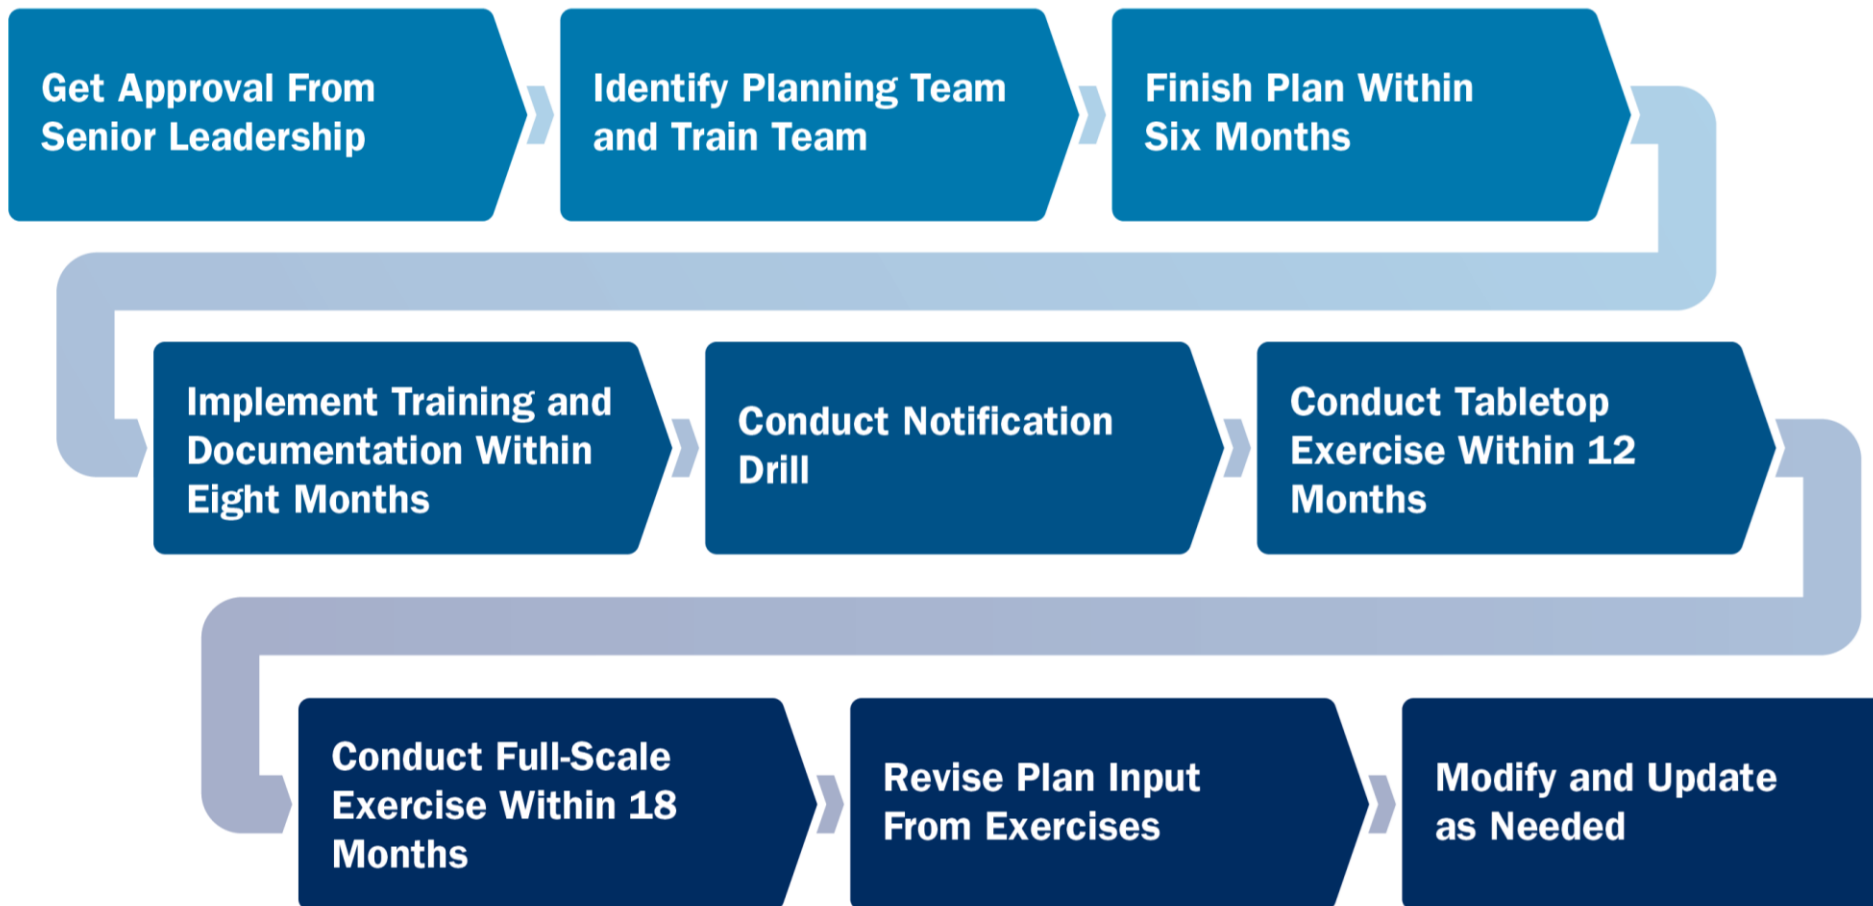 Get Approval From
Senior Leadership
Identify Planning Team
and Train Team
Finish Plan Within
Six Months
Implement Training and
Documentation Within
Eight Months
Conduct Notification
Drill
Conduct Tabletop
Exercise Within 12
Months
Conduct Full-Scale
Exercise Within 18
Months
Revise Plan Input
From Exercises
Modify and Update
as Needed